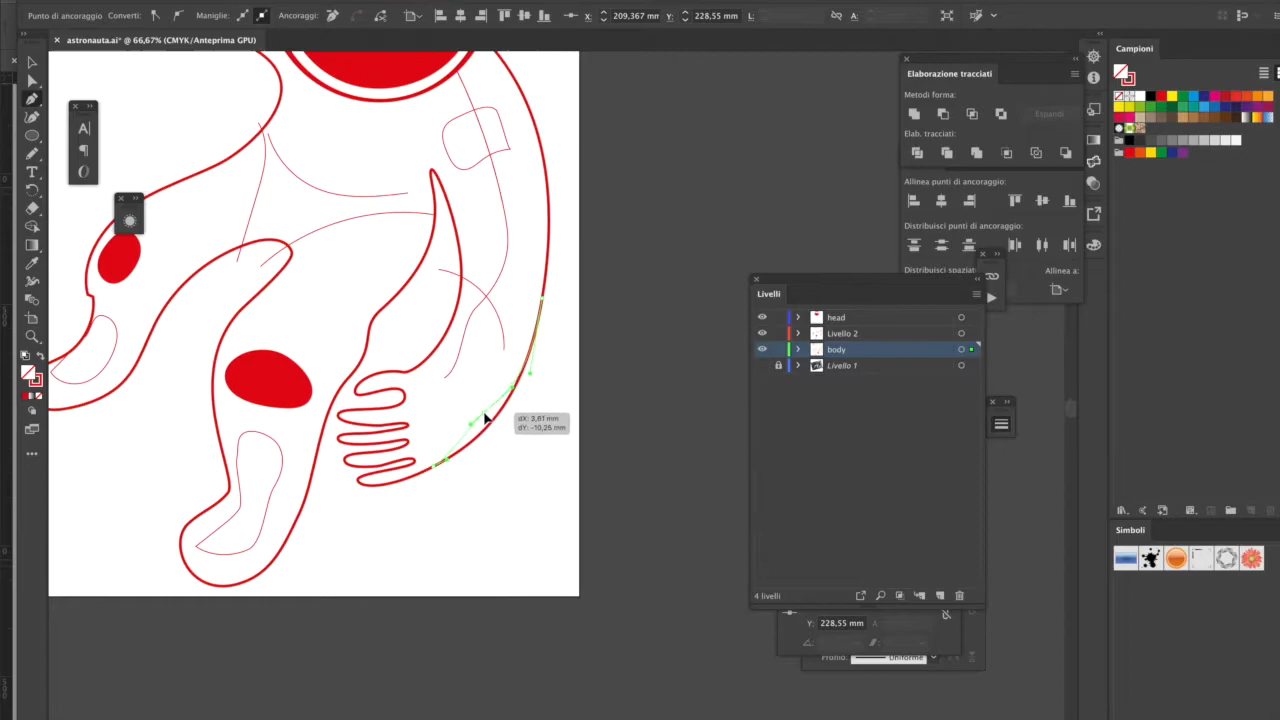 Punto di ancoraggio Converti: Maniglie: Ancoraggi: X: 209,367 mm Y: 228,55 mm L: A:
astronauta.ai* @ 66,67% (CMYK/Anteprima GPU)
Campioni
Elaborazione tracciati
Metodi forma:
Espandi
Elab. tracciati:
Allinea punti di ancoraggio:
Distribuisci punti di ancoraggio:
Allinea a:
Livelli
head
Livello 2
body
Livello 1
dX: 3,61 mm
dY: -10,25 mm
Simboli
4 livelli
Y: 228,55 mm A:
Profilo: Uniforme